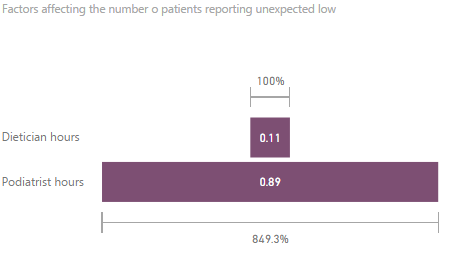 Factors affecting the number o patients reporting unexpected low
100%
Dietician hours
0.11
Podiatrist hours
0.89
849.3%